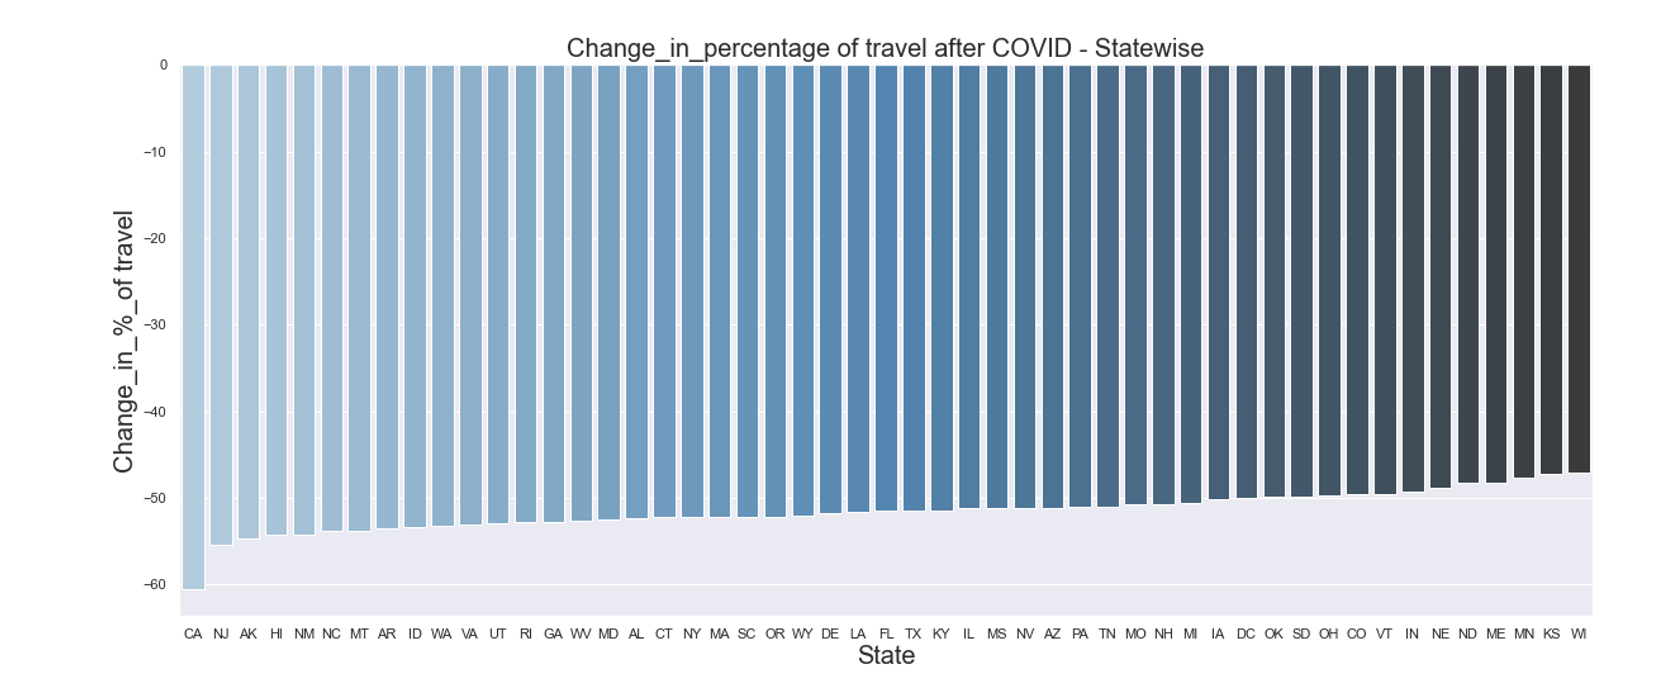 Change_in_percentage of travel after COVID - Statewise
0
−10
−20
−30
−40
−50
−60
Change_in_%_of travel
CA NJ AK HI NM NC MT AR ID WA VA UT RI GA WV MD AL CT NY MA SC OR WY DE LA FL TX KY IL MS NV AZ PA TN MO NH MI IA DC OK SD OH CO VT IN NE ND ME MN KS WI
State